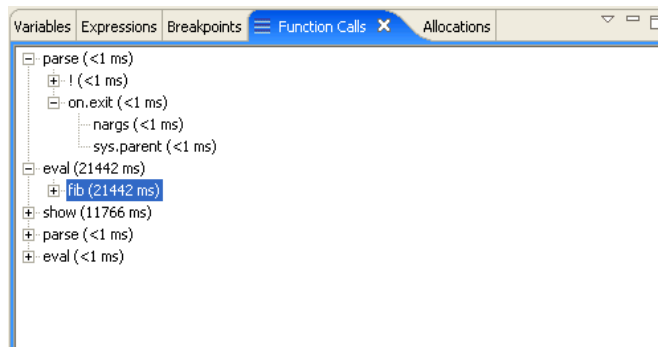 Variables Expressions Breakpoints Function Calls Allocations
parse (<1 ms)
! (<1 ms)
on.exit (<1 ms)
nargs (<1 ms)
sys.parent (<1 ms)
eval (21442 ms)
fib (21442 ms)
show (11766 ms)
parse (<1 ms)
eval (<1 ms)